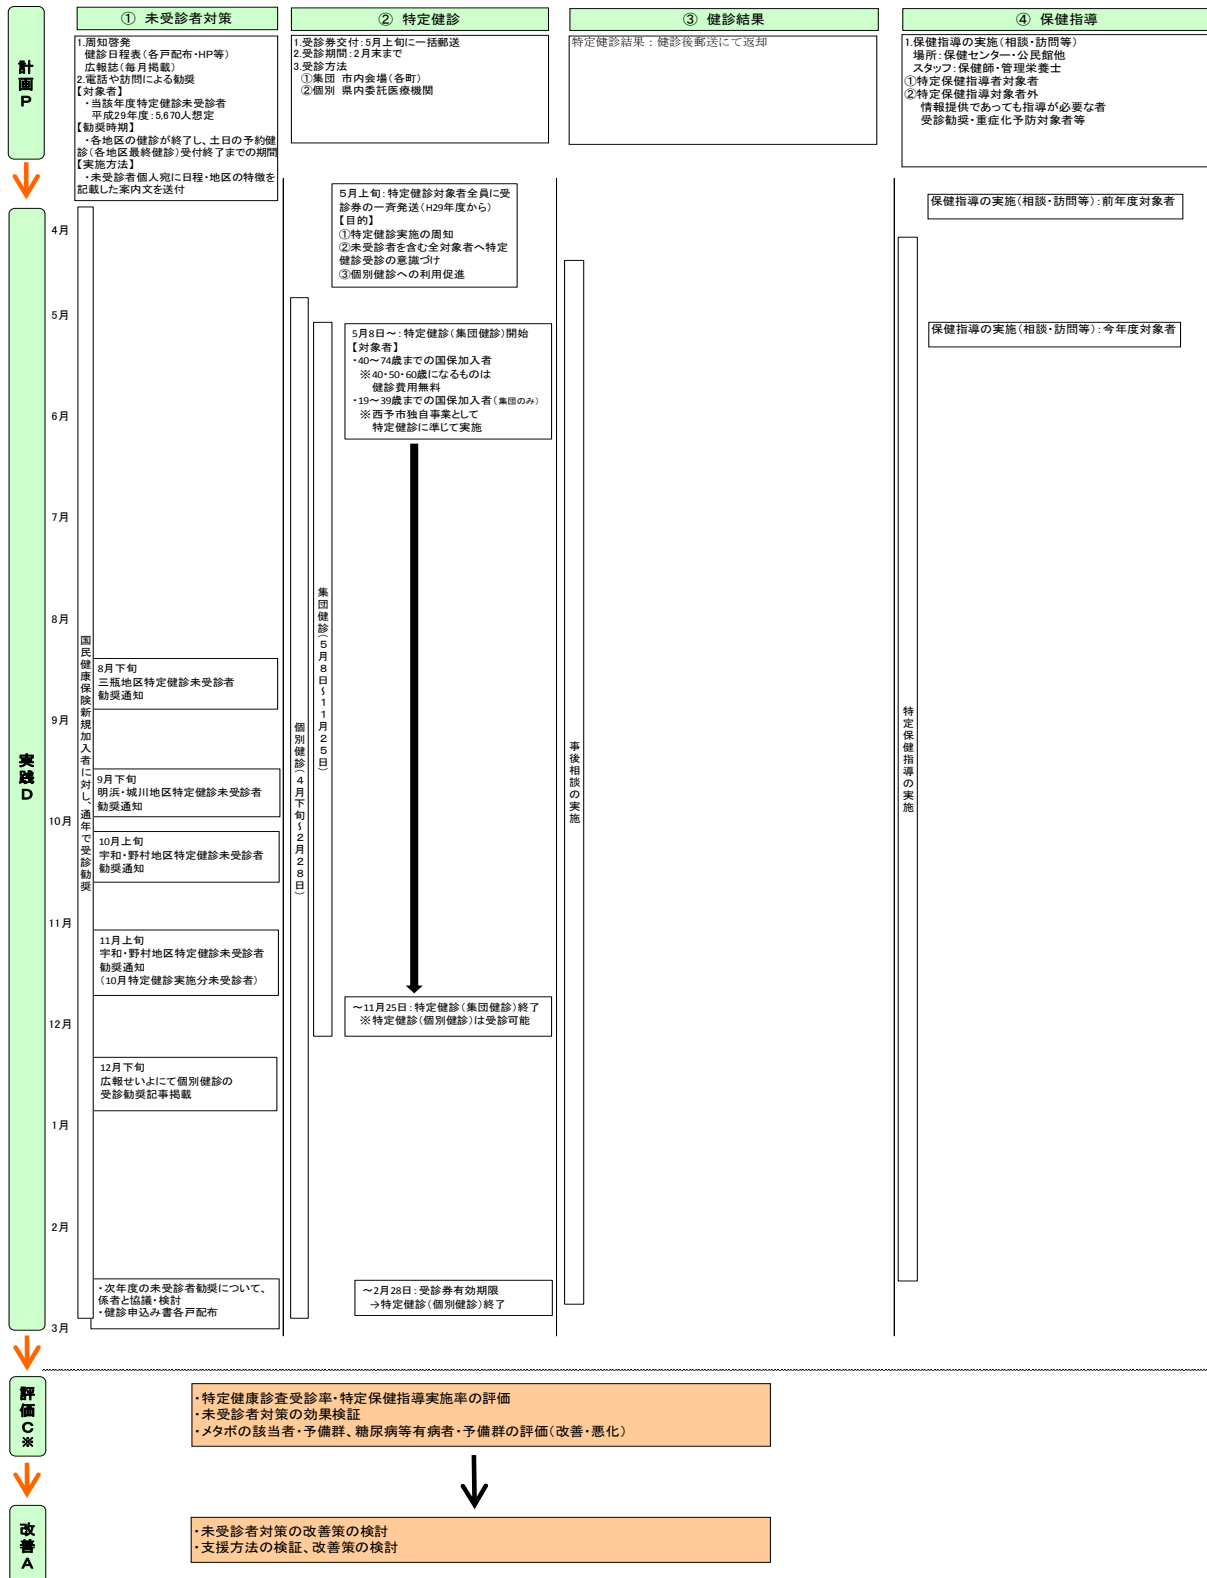 ① 未受診者対策
② 特定健診
③ 健診結果
④ 保健指導
計画P
1.周知啓発
健診日程表(各戸配布・HP等)
広報誌(毎月掲載)
2.電話や訪問による勧奨
【対象者】
・当該年度特定健診未受診者
平成29年度:5,670人想定
【勧奨時期】
・各地区の健診が終了し、土日の予約健
診(各地区最終健診)受付終了までの期間
【実施方法】
・未受診者個人宛に日程・地区の特徴を
記載した案内文を送付
1.受診券交付:5月上旬に一括郵送
2.受診期間:2月末まで
3.受診方法
①集団 市内会場(各町)
②個別 県内委託医療機関
特定健診結果:健診後郵送にて返却
1.保健指導の実施(相談・訪問等)
場所:保健センター・公民館他
スタッフ:保健師・管理栄養士
①特定保健指導者対象者
②特定保健指導対象者外
情報提供であっても指導が必要な者
受診勧奨・重症化予防対象者等
実践D
4月
5月
6月
7月
8月
9月
10月
11月
12月
1月
2月
3月
国民健康保険新規加入者に対し、通年で受診勧奨
8月下旬
三瓶地区特定健診未受診者
勧奨通知
9月下旬
明浜・城川地区特定健診未受診者
勧奨通知
10月上旬
宇和・野村地区特定健診未受診者
勧奨通知
11月上旬
宇和・野村地区特定健診未受診者
勧奨通知
(10月特定健診実施分未受診者)
12月下旬
広報せいよにて個別健診の
受診勧奨記事掲載
・次年度の未受診者勧奨について、
係者と協議・検討
・健診申込み書各戸配布
個別健診(4月下旬~2月28日)
集団健診(5月8日~11月25日)
5月上旬:特定健診対象者全員に受
診券の一斉発送(H29年度から)
【目的】
①特定健診実施の周知
②未受診者を含む全対象者へ特定
健診受診の意識づけ
③個別健診への利用促進
5月8日~:特定健診(集団健診)開始
【対象者】
・40~74歳までの国保加入者
※40・50・60歳になるものは
健診費用無料
・19~39歳までの国保加入者(集団のみ)
※西予市独自事業として
特定健診に準じて実施
~11月25日:特定健診(集団健診)終了
※特定健診(個別健診)は受診可能
~2月28日:受診券有効期限
→特定健診(個別健診)終了
事後相談の実施
特定保健指導の実施
保健指導の実施(相談・訪問等):前年度対象者
保健指導の実施(相談・訪問等):今年度対象者
評価C※
・特定健康診査受診率・特定保健指導実施率の評価
・未受診者対策の効果検証
・メタボの該当者・予備群、糖尿病等有病者・予備群の評価(改善・悪化)
改善A
・未受診者対策の改善策の検討
・支援方法の検証、改善策の検討